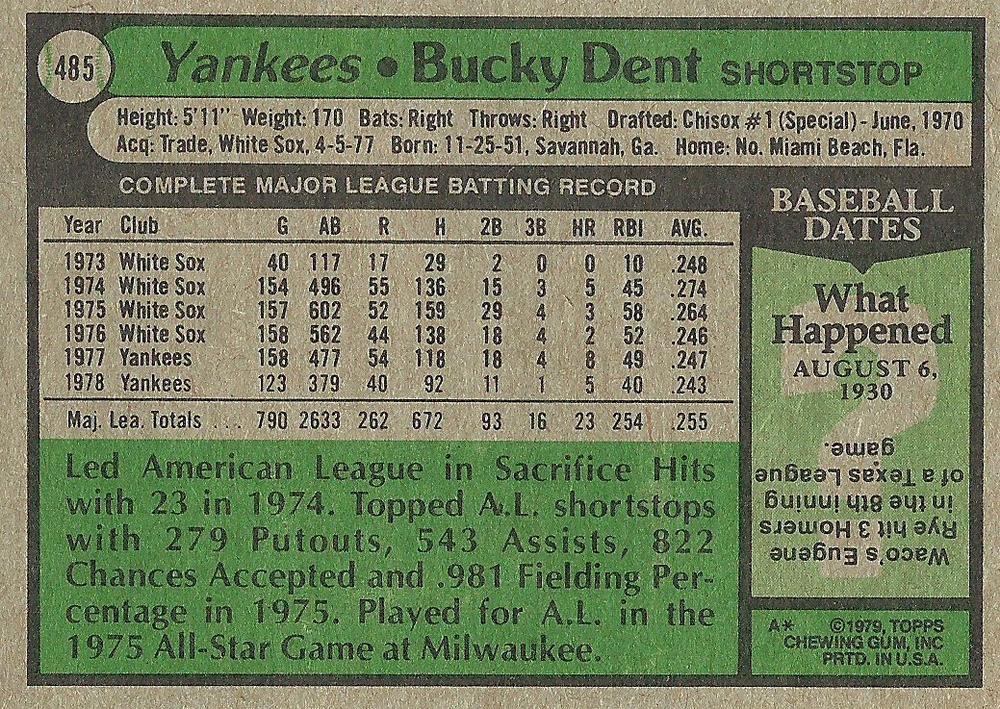 485
Yankees • Bucky Dent SHORTSTOP
Height: 5'11" Weight: 170 Bats: Right Throws: Right Drafted: Chisox #1 (Special) - June, 1970
Acq: Trade, White Sox, 4-5-77 Born: 11-25-51, Savannah, Ga. Home: No. Miami Beach, Fla.
COMPLETE MAJOR LEAGUE BATTING RECORD
Year Club G AB R H 2B 3B HR RBI AVG.
1973 White Sox 40 117 17 29 2 0 0 10 .248
1974 White Sox 154 496 55 136 15 3 5 45 .274
1975 White Sox 157 602 52 159 29 4 3 58 .264
1976 White Sox 158 562 44 138 18 4 2 52 .246
1977 Yankees 158 477 54 118 18 4 8 49 .247
1978 Yankees 123 379 40 92 11 1 5 40 .243
Maj. Lea. Totals ... 790 2633 262 672 93 16 23 254 .255
Led American League in Sacrifice Hits
with 23 in 1974. Topped A.L. shortstops
with 279 Putouts, 543 Assists, 822
Chances Accepted and .981 Fielding Per-
centage in 1975. Played for A.L. in the
1975 All-Star Game at Milwaukee.
BASEBALL
DATES
What
Happened
AUGUST 6,
1930
Waco's Eugene
Rye hit 3 Homers
in the 8th inning
of a Texas League
game.
A* ©1979, TOPPS
CHEWING GUM, INC
PRTD. IN U.S.A.